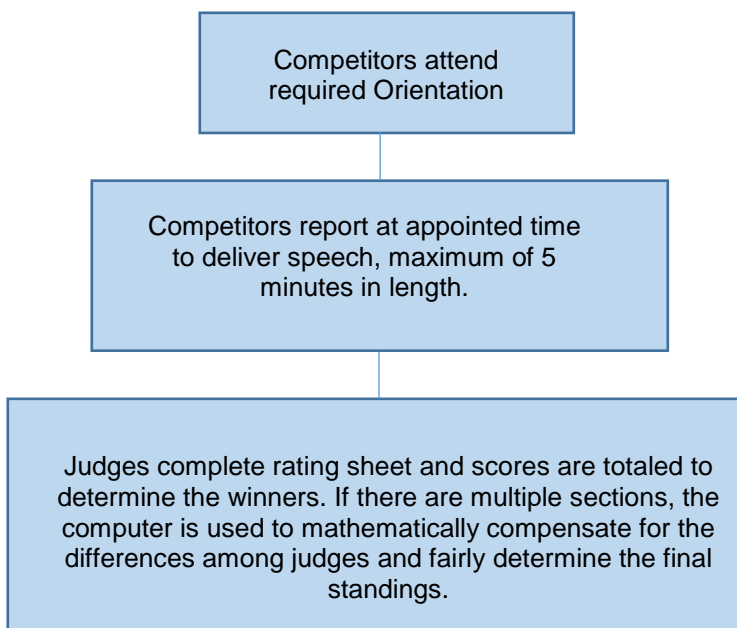 Competitors attend
required Orientation
Competitors report at appointed time
to deliver speech, maximum of 5
minutes in length.
Judges complete rating sheet and scores are totaled to
determine the winners. If there are multiple sections, the
computer is used to mathematically compensate for the
differences among judges and fairly determine the final
standings.